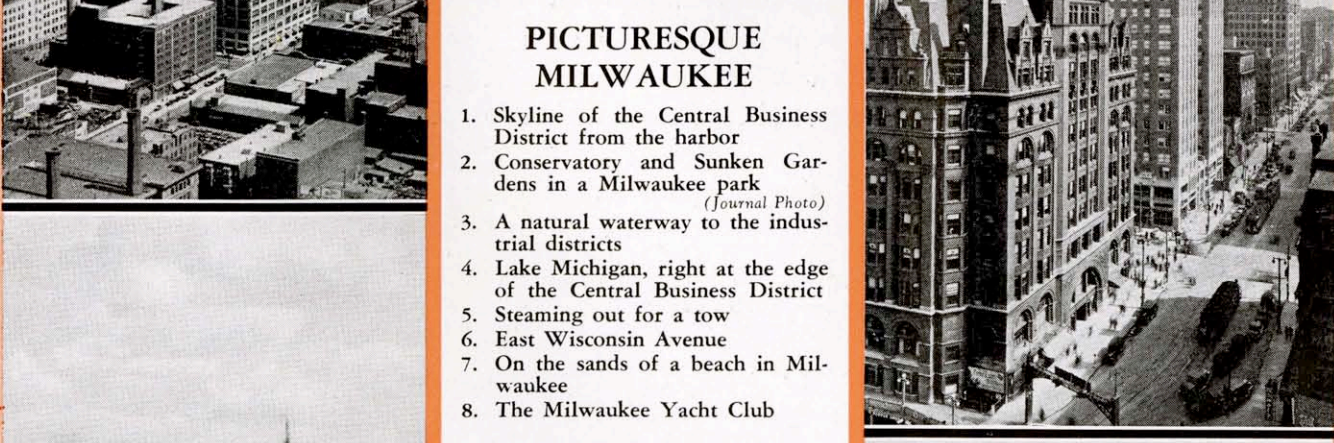 PICTURESQUE
MILWAUKEE
1. Skyline of the Central Business
District from the harbor
2. Conservatory and Sunken Gar-
dens in a Milwaukee park
(Journal Photo)
3. A natural waterway to the indus-
trial districts
4. Lake Michigan, right at the edge
of the Central Business District
5. Steaming out for a tow
6. East Wisconsin Avenue
7. On the sands of a beach in Mil-
waukee
8. The Milwaukee Yacht Club